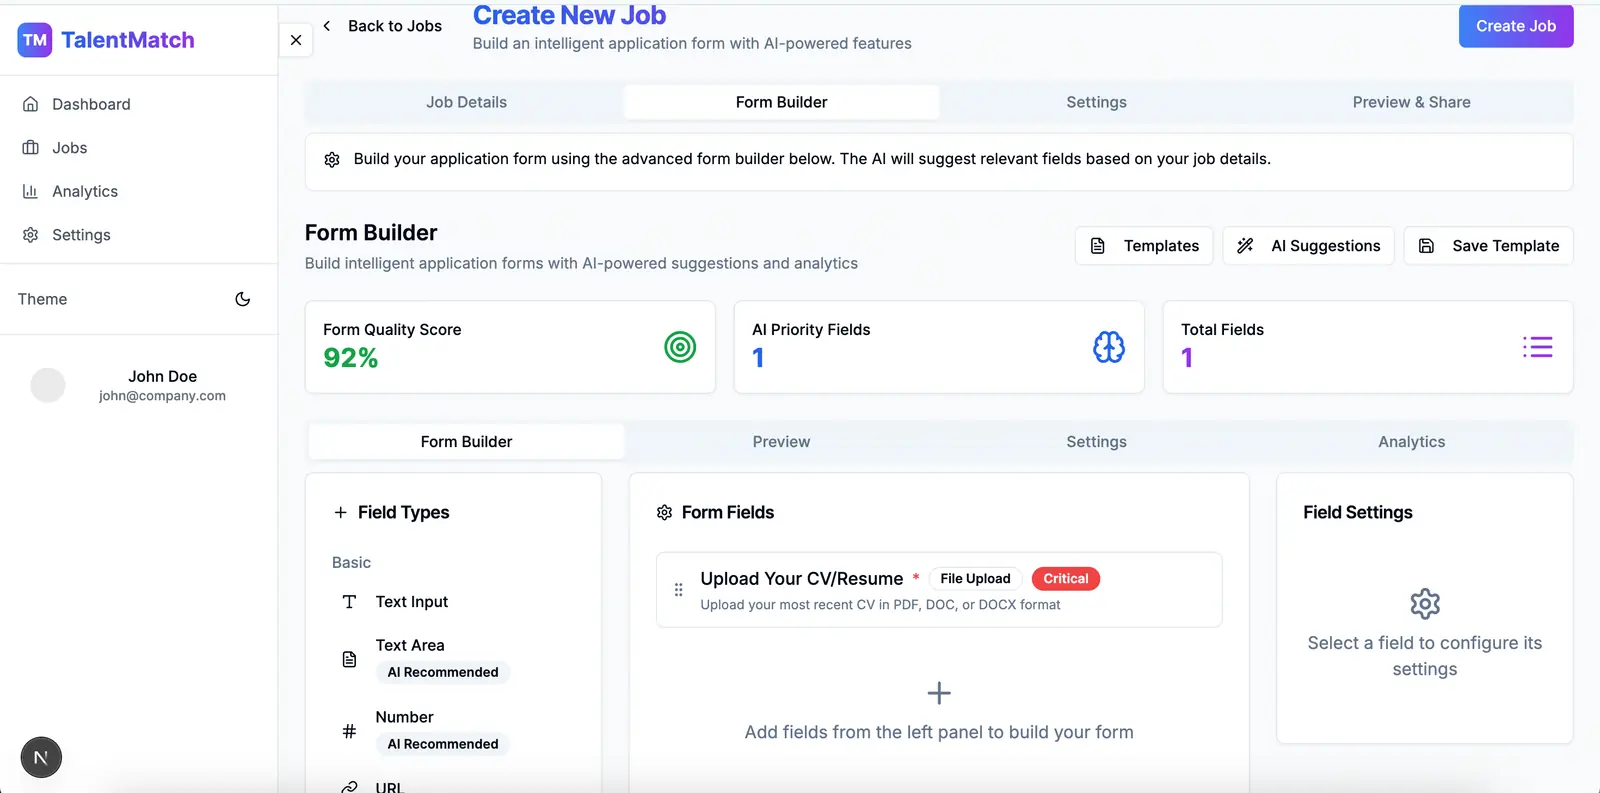 TM TalentMatch
Dashboard
Jobs
Analytics
Settings
Theme
John Doe
john@company.com
N
Back to Jobs
Create New Job
Build an intelligent application form with AI-powered features
Create Job
Job Details
Form Builder
Settings
Preview & Share
Build your application form using the advanced form builder below. The AI will suggest relevant fields based on your job details.
Form Builder
Build intelligent application forms with AI-powered suggestions and analytics
Templates
AI Suggestions
Save Template
Form Quality Score
92%
AI Priority Fields
1
Total Fields
1
Form Builder
Preview
Settings
Analytics
Field Types
Basic
Text Input
Text Area
AI Recommended
Number
AI Recommended
URL
Form Fields
Upload Your CV/Resume * File Upload Critical
Upload your most recent CV in PDF, DOC, or DOCX format
Add fields from the left panel to build your form
Field Settings
Select a field to configure its
settings